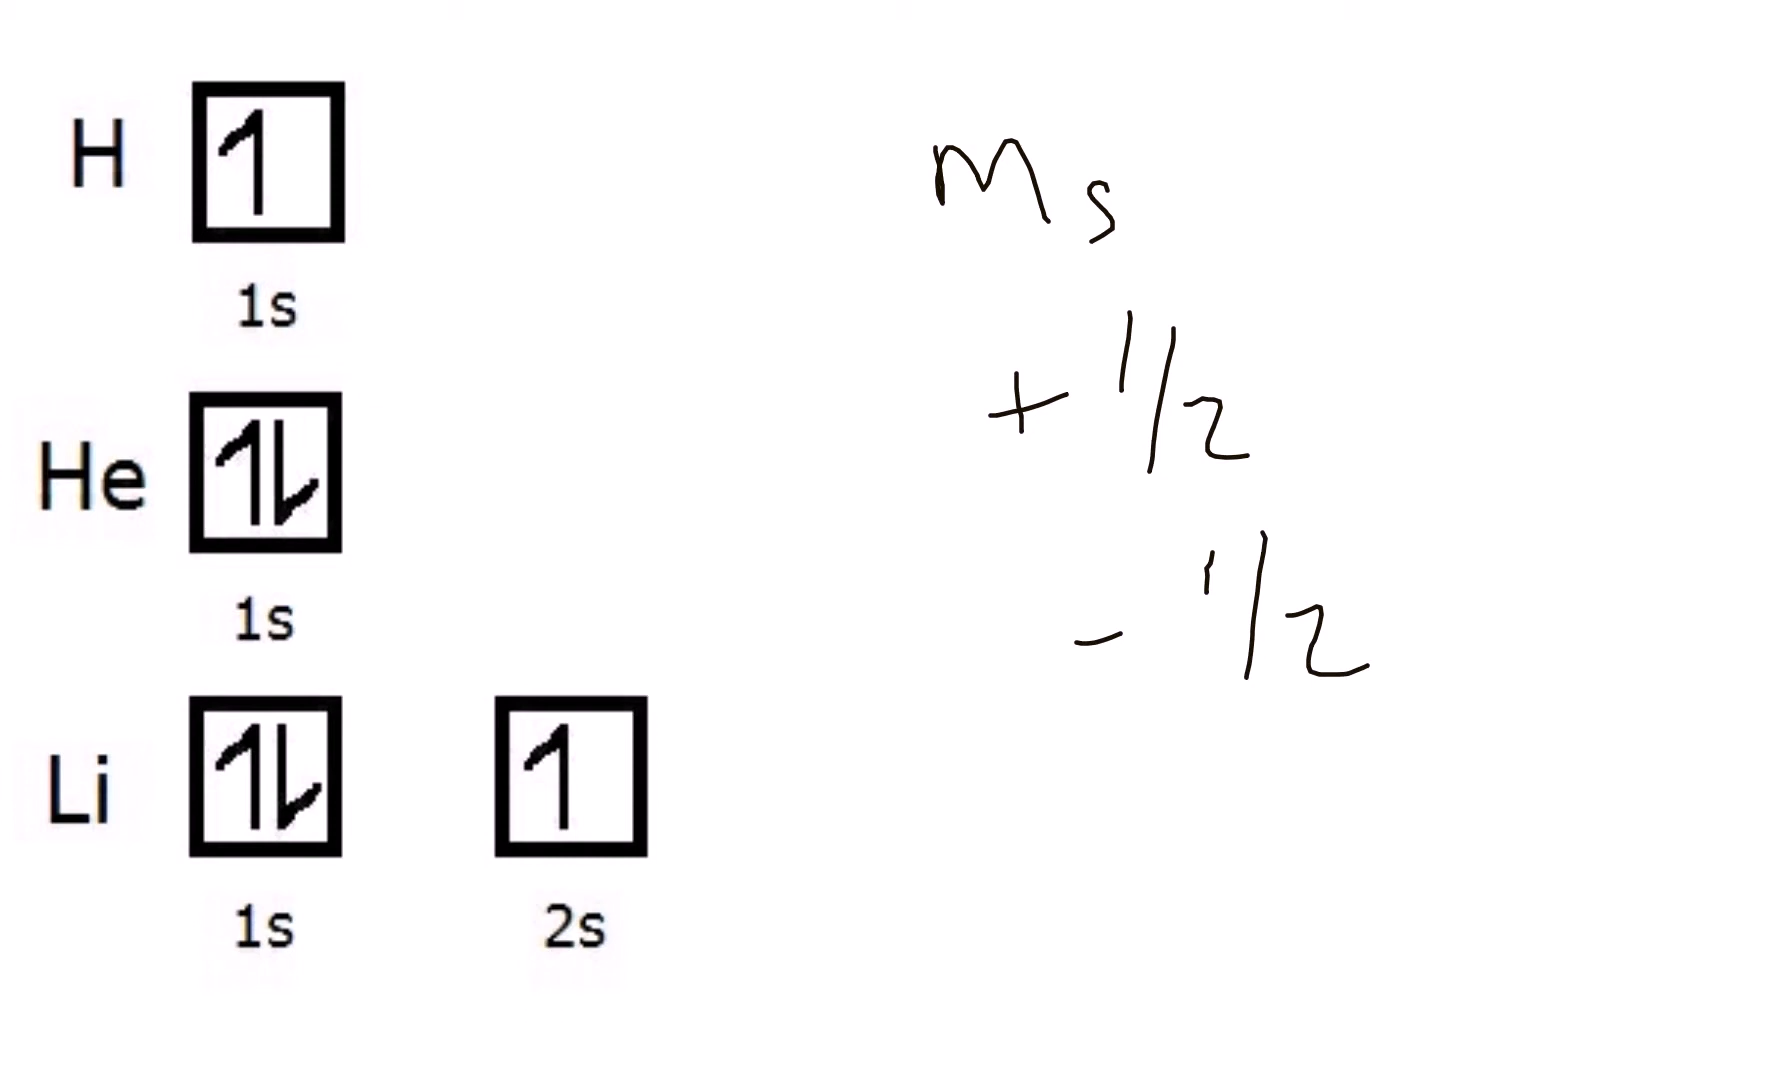 H ↿
1s
He ↿⇂
1s
Li ↿⇂ ↿
1s 2s
ms
+ 1/2
- 1/2